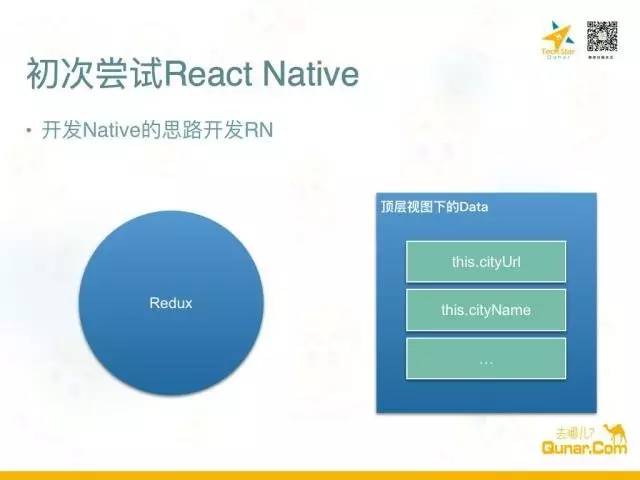 Tech Star
Qunar
初次尝试React Native
• 开发Native的思路开发RN
Redux
顶层视图下的Data
this.cityUrl
this.cityName
...
去哪儿?
Qunar.Com